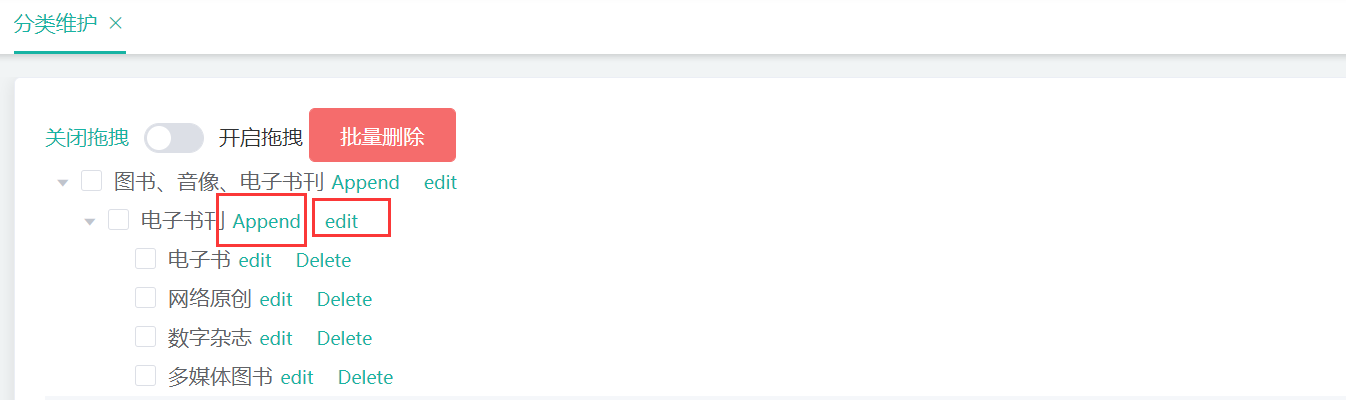 分类维护 ×
关闭拖拽 开启拖拽 批量删除
图书、音像、电子书刊 Append edit
电子书刊 Append edit
电子书 edit Delete
网络原创 edit Delete
数字杂志 edit Delete
多媒体图书 edit Delete